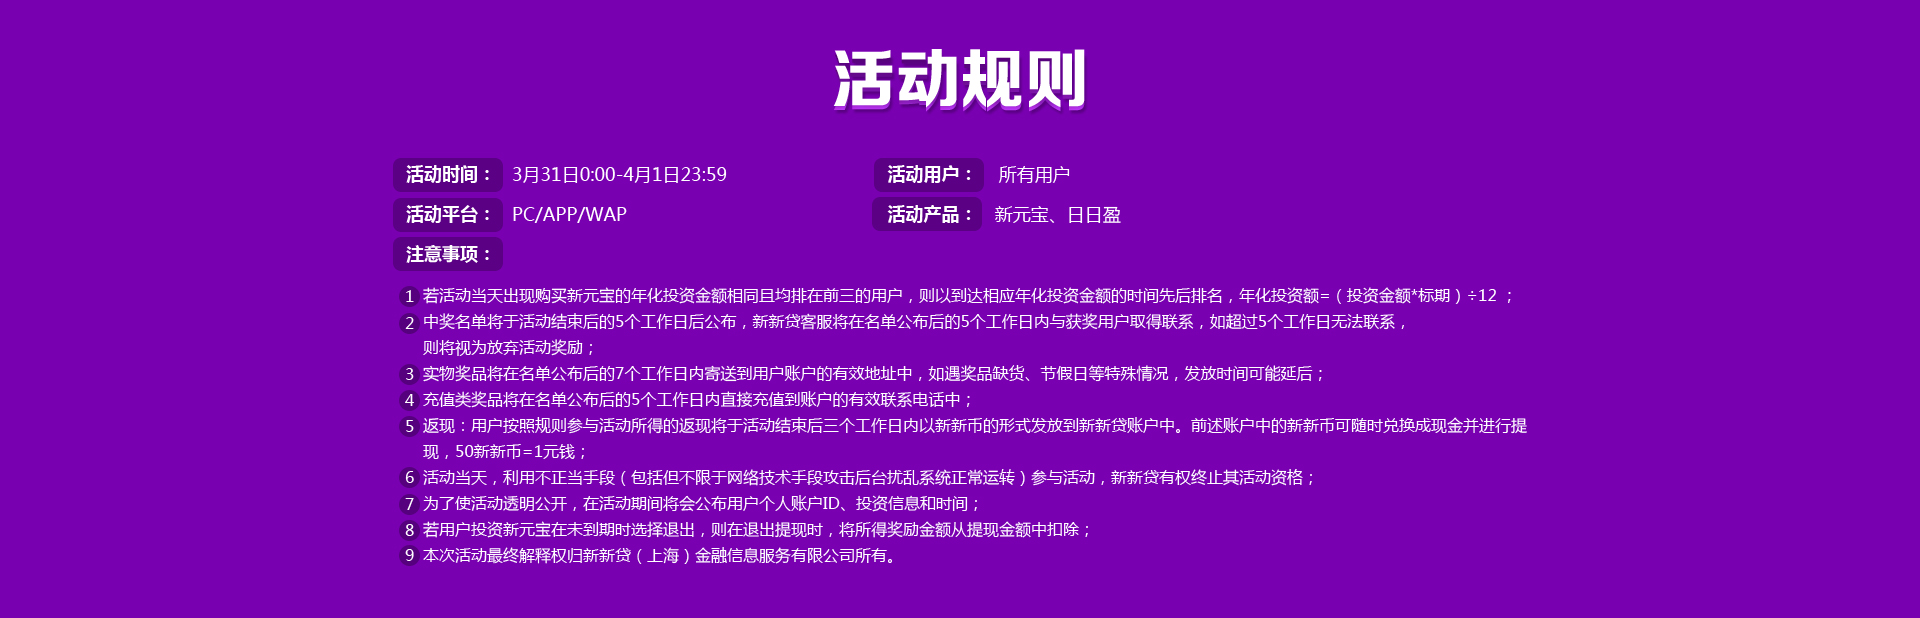 活动规则
活动时间： 3月31日0:00-4月1日23:59 活动用户： 所有用户
活动平台： PC/APP/WAP 活动产品： 新元宝、日日盈
注意事项：
1 若活动当天出现购买新元宝的年化投资金额相同且均排在前三的用户，则以到达相应年化投资金额的时间先后排名，年化投资额=（投资金额*标期）÷12 ；
2 中奖名单将于活动结束后的5个工作日后公布，新新贷客服将在名单公布后的5个工作日内与获奖用户取得联系，如超过5个工作日无法联系，
则将视为放弃活动奖励；
3 实物奖品将在名单公布后的7个工作日内寄送到用户账户的有效地址中，如遇奖品缺货、节假日等特殊情况，发放时间可能延后；
4 充值类奖品将在名单公布后的5个工作日内直接充值到账户的有效联系电话中；
5 返现：用户按照规则参与活动所得的返现将于活动结束后三个工作日内以新新币的形式发放到新新贷账户中。前述账户中的新新币可随时兑换成现金并进行提
现，50新新币=1元钱；
6 活动当天，利用不正当手段（包括但不限于网络技术手段攻击后台扰乱系统正常运转）参与活动，新新贷有权终止其活动资格；
7 为了使活动透明公开，在活动期间将会公布用户个人账户ID、投资信息和时间；
8 若用户投资新元宝在未到期时选择退出，则在退出提现时，将所得奖励金额从提现金额中扣除；
9 本次活动最终解释权归新新贷（上海）金融信息服务有限公司所有。